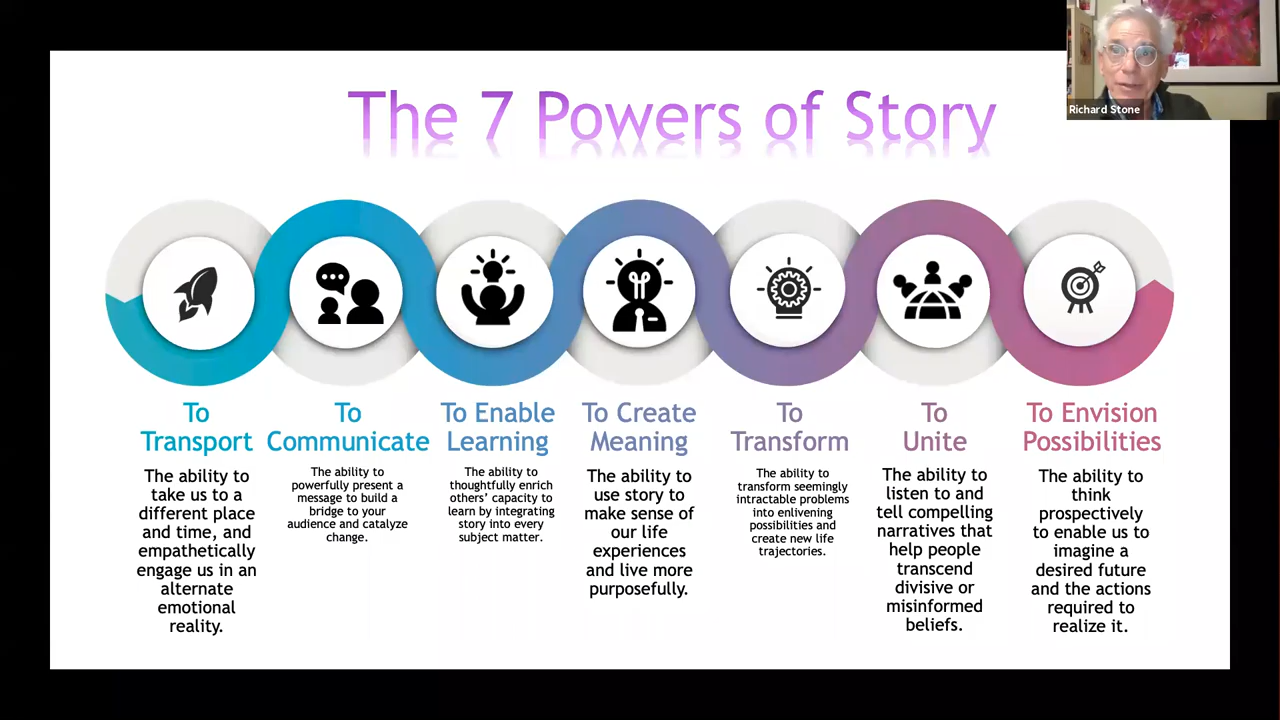 The 7 Powers of Story
Richard Stone
To
Transport
The ability to
take us to a
different place
and time, and
empathetically
engage us in an
alternate
emotional
reality.
To
Communicate
The ability to
powerfully present a
message to build a
bridge to your
audience and catalyze
change.
To Enable
Learning
The ability to
thoughtfully enrich
others' capacity to
learn by integrating
story into every
subject matter.
To Create
Meaning
The ability to
use story to
make sense of
our life
experiences
and live more
purposefully.
To
Transform
The ability to
transform seemingly
intractable problems
into enlivening
possibilities and
create new life
trajectories.
To
Unite
The ability to
listen to and
tell compelling
narratives that
help people
transcend
divisive or
misinformed
beliefs.
To Envision
Possibilities
The ability to
think
prospectively
to enable us to
imagine a
desired future
and the actions
required to
realize it.